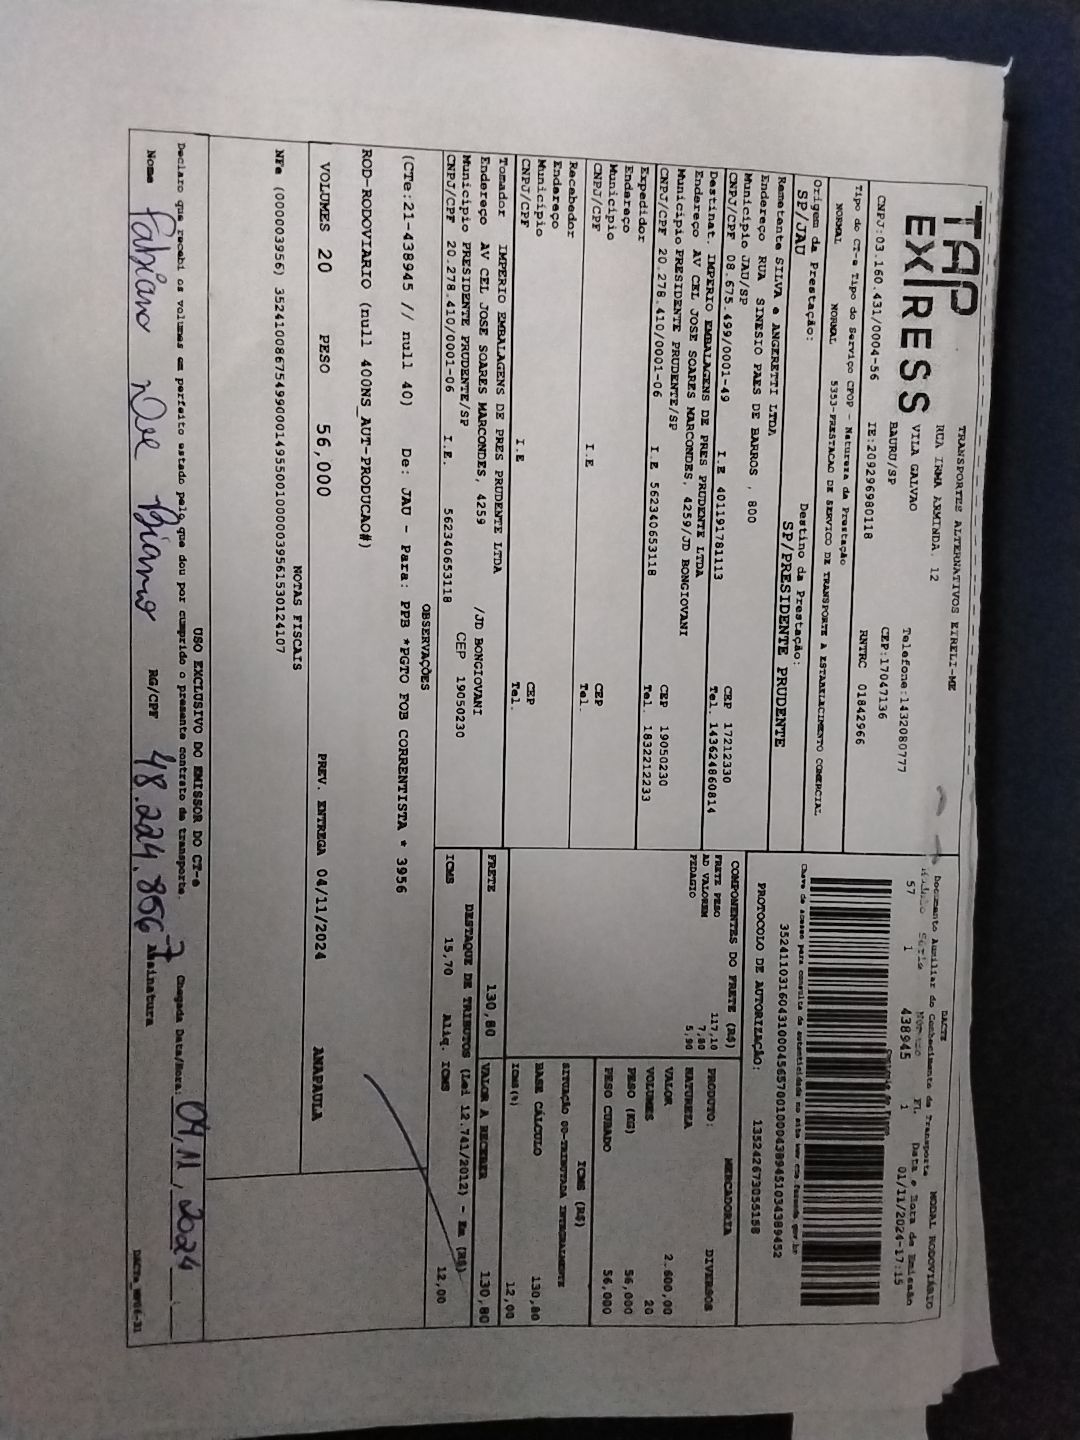 TAP
EXPRESS
TRANSPORTES ALTERNATIVOS EIRELI-ME
RUA IRMA ARMINDA, 12
VILA GALVAO Telefone:1432080777
BAURU/SP CEP:17047136
CNPJ:03.160.431/0004-56 IE:209296980118 RNTRC 01842966
Tipo do CT-e Tipo do Serviço CFOP - Natureza da Prestação
NORMAL NORMAL 5353-PRESTACAO DE SERVICO DE TRANSPORTE A ESTABELECIMENTO COMERCIAL
Origem da Prestação: Destino da Prestação:
SP/JAU SP/PRESIDENTE PRUDENTE
Remetente SILVA e ANGERETTI LTDA
Endereço RUA SINESIO PAES DE BARROS , 800
Município JAU/SP CEP 17212330
CNPJ/CPF 08.675.499/0001-49 I.E 401191781113 Tel. 143624860814
Destinat. IMPERIO EMBALAGENS DE PRES PRUDENTE LTDA
Endereço AV CEL JOSE SOARES MARCONDES, 4259/JD BONGIOVANI
Município PRESIDENTE PRUDENTE/SP CEP 19050230
CNPJ/CPF 20.278.410/0001-06 I.E 562340653118 Tel. 1832212233
Expedidor
Endereço
Município CEP
CNPJ/CPF I.E Tel.
Recebedor
Endereço
Município CEP
CNPJ/CPF I.E Tel.
Tomador IMPERIO EMBALAGENS DE PRES PRUDENTE LTDA
Endereço AV CEL JOSE SOARES MARCONDES, 4259 /JD BONGIOVANI
Município PRESIDENTE PRUDENTE/SP CEP 19050230
CNPJ/CPF 20.278.410/0001-06 I.E. 562340653118
DACTE MODAL RODOVIÁRIO
Documento Auxiliar do Conhecimento de Transporte
Série Número Fl. Data e Hora de Emissão
57 1 438945 1 01/11/2024-17:15
Chave de acesso para consulta de autenticidade no site www.cte.fazenda.gov.br
35241103160431000456570010004389451034389452
PROTOCOLO DE AUTORIZAÇÃO: 135242673055158
COMPONENTES DO FRETE (R$)
FRETE PESO 117,10
AD VALOREM 7,80
PEDAGIO 5,90
FRETE 130,80
MERCADORIA
PRODUTO: DIVERSOS
NATUREZA
VALOR 2.600,00
VOLUMES 20
PESO (KG) 56,000
PESO CUBADO 56,000
ICMS (R$)
SITUAÇÃO 00-TRIBUTADA INTEGRALMENTE
BASE CÁLCULO 130,80
ICMS(%) 12,00
VALOR A RECEBER 130,80
DESTAQUE DE TRIBUTOS (Lei 12.741/2012) - Em (R$)
ICMS 15,70 Aliq. ICMS 12,00
OBSERVAÇÕES
(CTe:21-438945 // null 40) De: JAU - Para: PPB *PGTO FOB CORRENTISTA * 3956
ROD-RODOVIARIO (null 400NS_AUT-PRODUCAO#)
VOLUMES 20 PESO 56,000 PREV. ENTREGA 04/11/2024 ANAPAULA
NOTAS FISCAIS
NFe (000003956) 35241008675499000149550010000039561530124107
USO EXCLUSIVO DO EMISSOR DO CT-e
Declaro que recebi os volumes em perfeito estado pelo que dou por cumprido o presente contrato de transporte. Chegada Data/Hora: 04,11,2024
Nome Fabiano RG/CPF 48.224.856 7 Assinatura